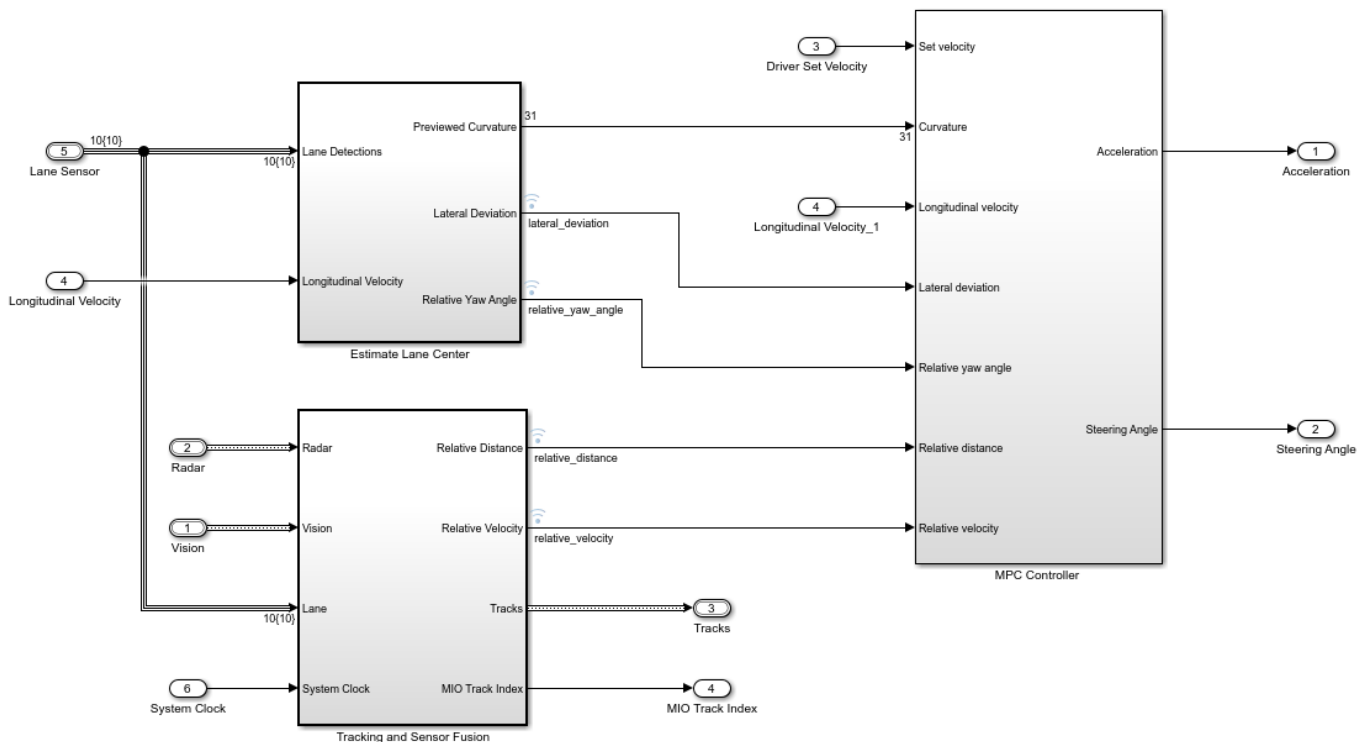 3
Driver Set Velocity
Set velocity
31
Previewed Curvature
Curvature
31
10{10}
5
Lane Sensor
10{10}
Lane Detections
Acceleration
1
Acceleration
4
Longitudinal Velocity_1
Longitudinal velocity
Lateral Deviation
lateral_deviation
4
Longitudinal Velocity
Longitudinal Velocity
Lateral deviation
Relative Yaw Angle
relative_yaw_angle
Estimate Lane Center
Relative yaw angle
Steering Angle
2
Steering Angle
2
Radar
Radar
Relative Distance
relative_distance
Relative distance
1
Vision
Vision
Relative Velocity
relative_velocity
Relative velocity
MPC Controller
10{10}
Lane
Tracks
3
Tracks
6
System Clock
System Clock
MIO Track Index
4
MIO Track Index
Tracking and Sensor Fusion